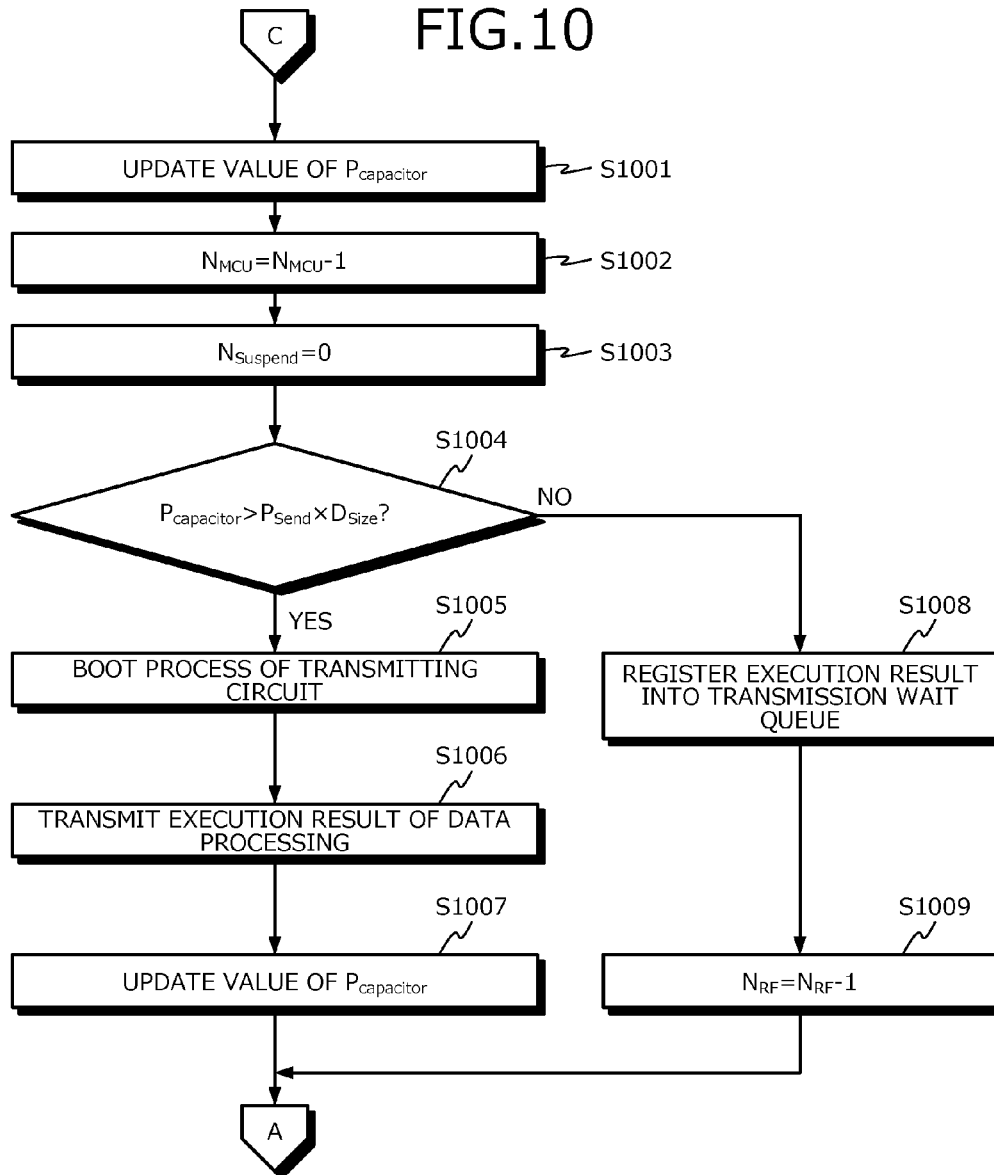 FIG.10
C
UPDATE VALUE OF Pcapacitor
S1001
NMCU=NMCU-1
S1002
NSuspend=0
S1003
S1004
Pcapacitor>PSend×DSize?
NO
YES
S1005
BOOT PROCESS OF TRANSMITTING
CIRCUIT
S1008
REGISTER EXECUTION RESULT
INTO TRANSMISSION WAIT
QUEUE
S1006
TRANSMIT EXECUTION RESULT OF DATA
PROCESSING
S1007
UPDATE VALUE OF Pcapacitor
S1009
NRF=NRF-1
A